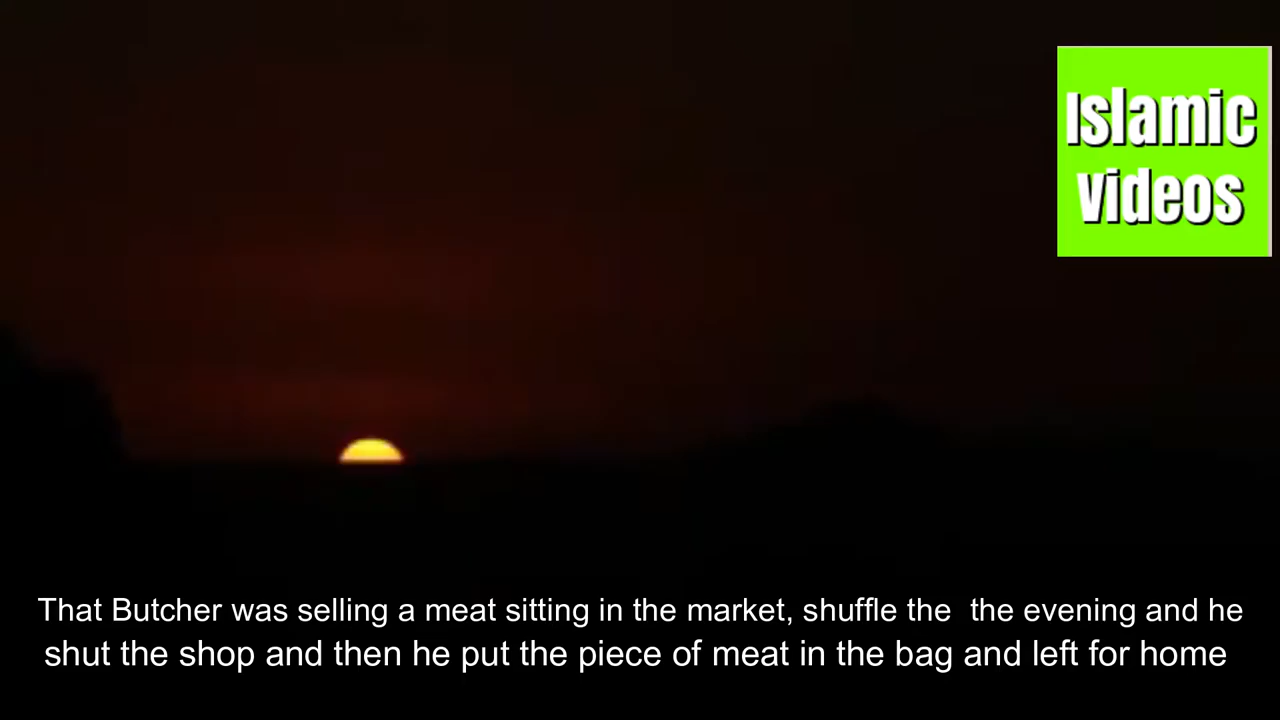 Islamic
Videos
That Butcher was selling a meat sitting in the market, shuffle the  the evening and he
shut the shop and then he put the piece of meat in the bag and left for home